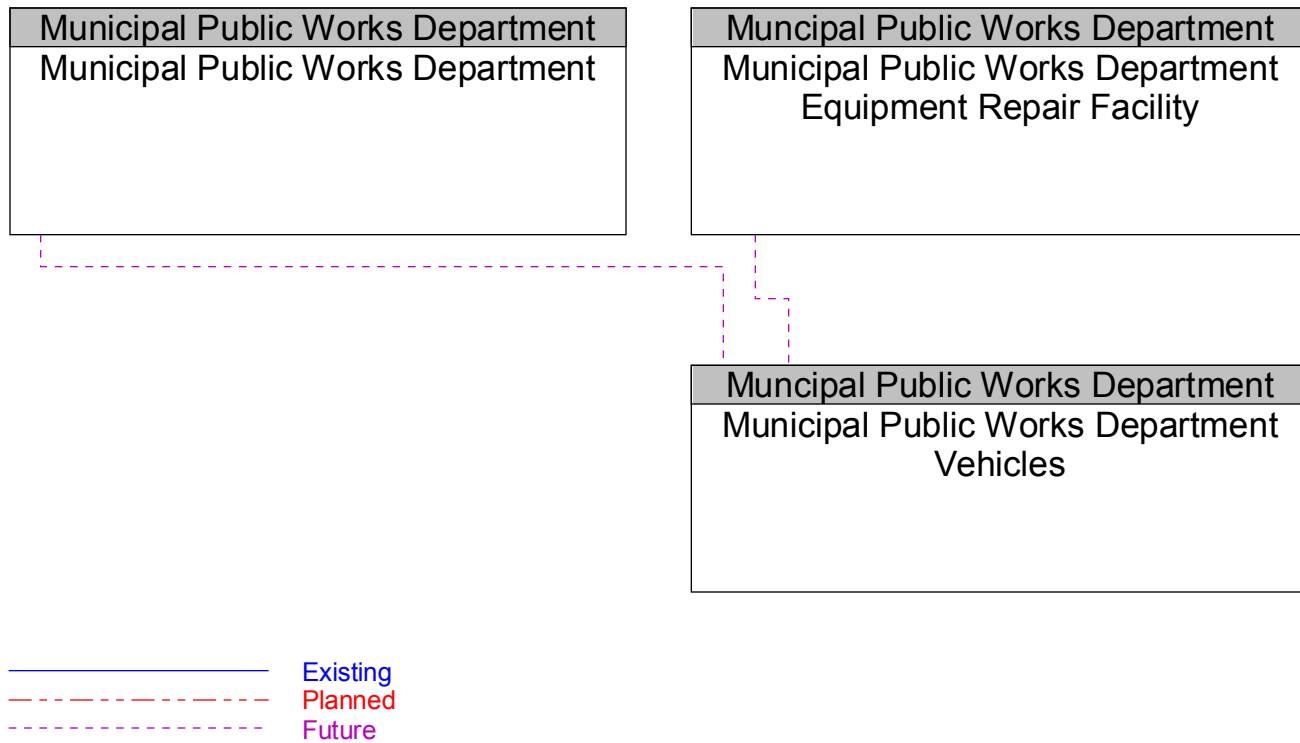 Municipal Public Works Department
Municipal Public Works Department
Muncipal Public Works Department
Municipal Public Works Department
Equipment Repair Facility
Muncipal Public Works Department
Municipal Public Works Department
Vehicles
Existing
Planned
Future